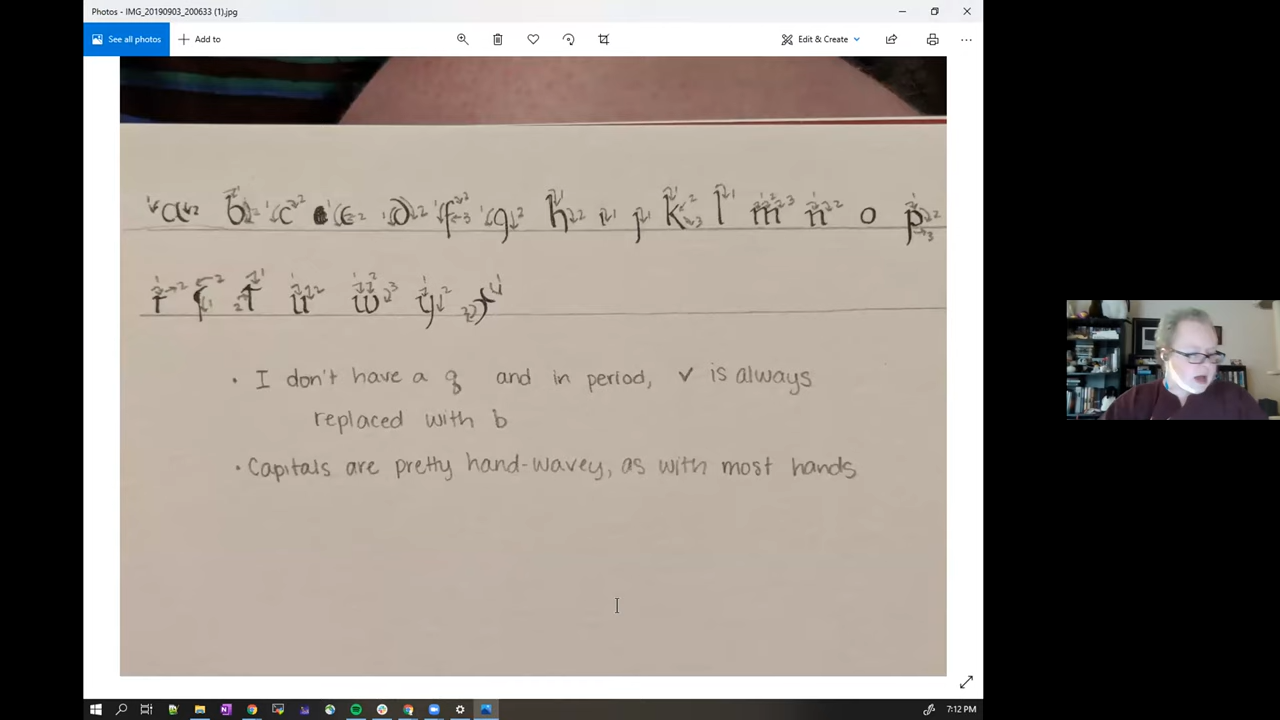 Photos - IMG_20190903_200633 (1).jpg
See all photos
Add to
Edit & Create
a b c e d f g h i j k l m n o p
r s t u w y x
· I don't have a q and in period, v is always
replaced with b
· Capitals are pretty hand-wavey, as with most hands
7:12 PM